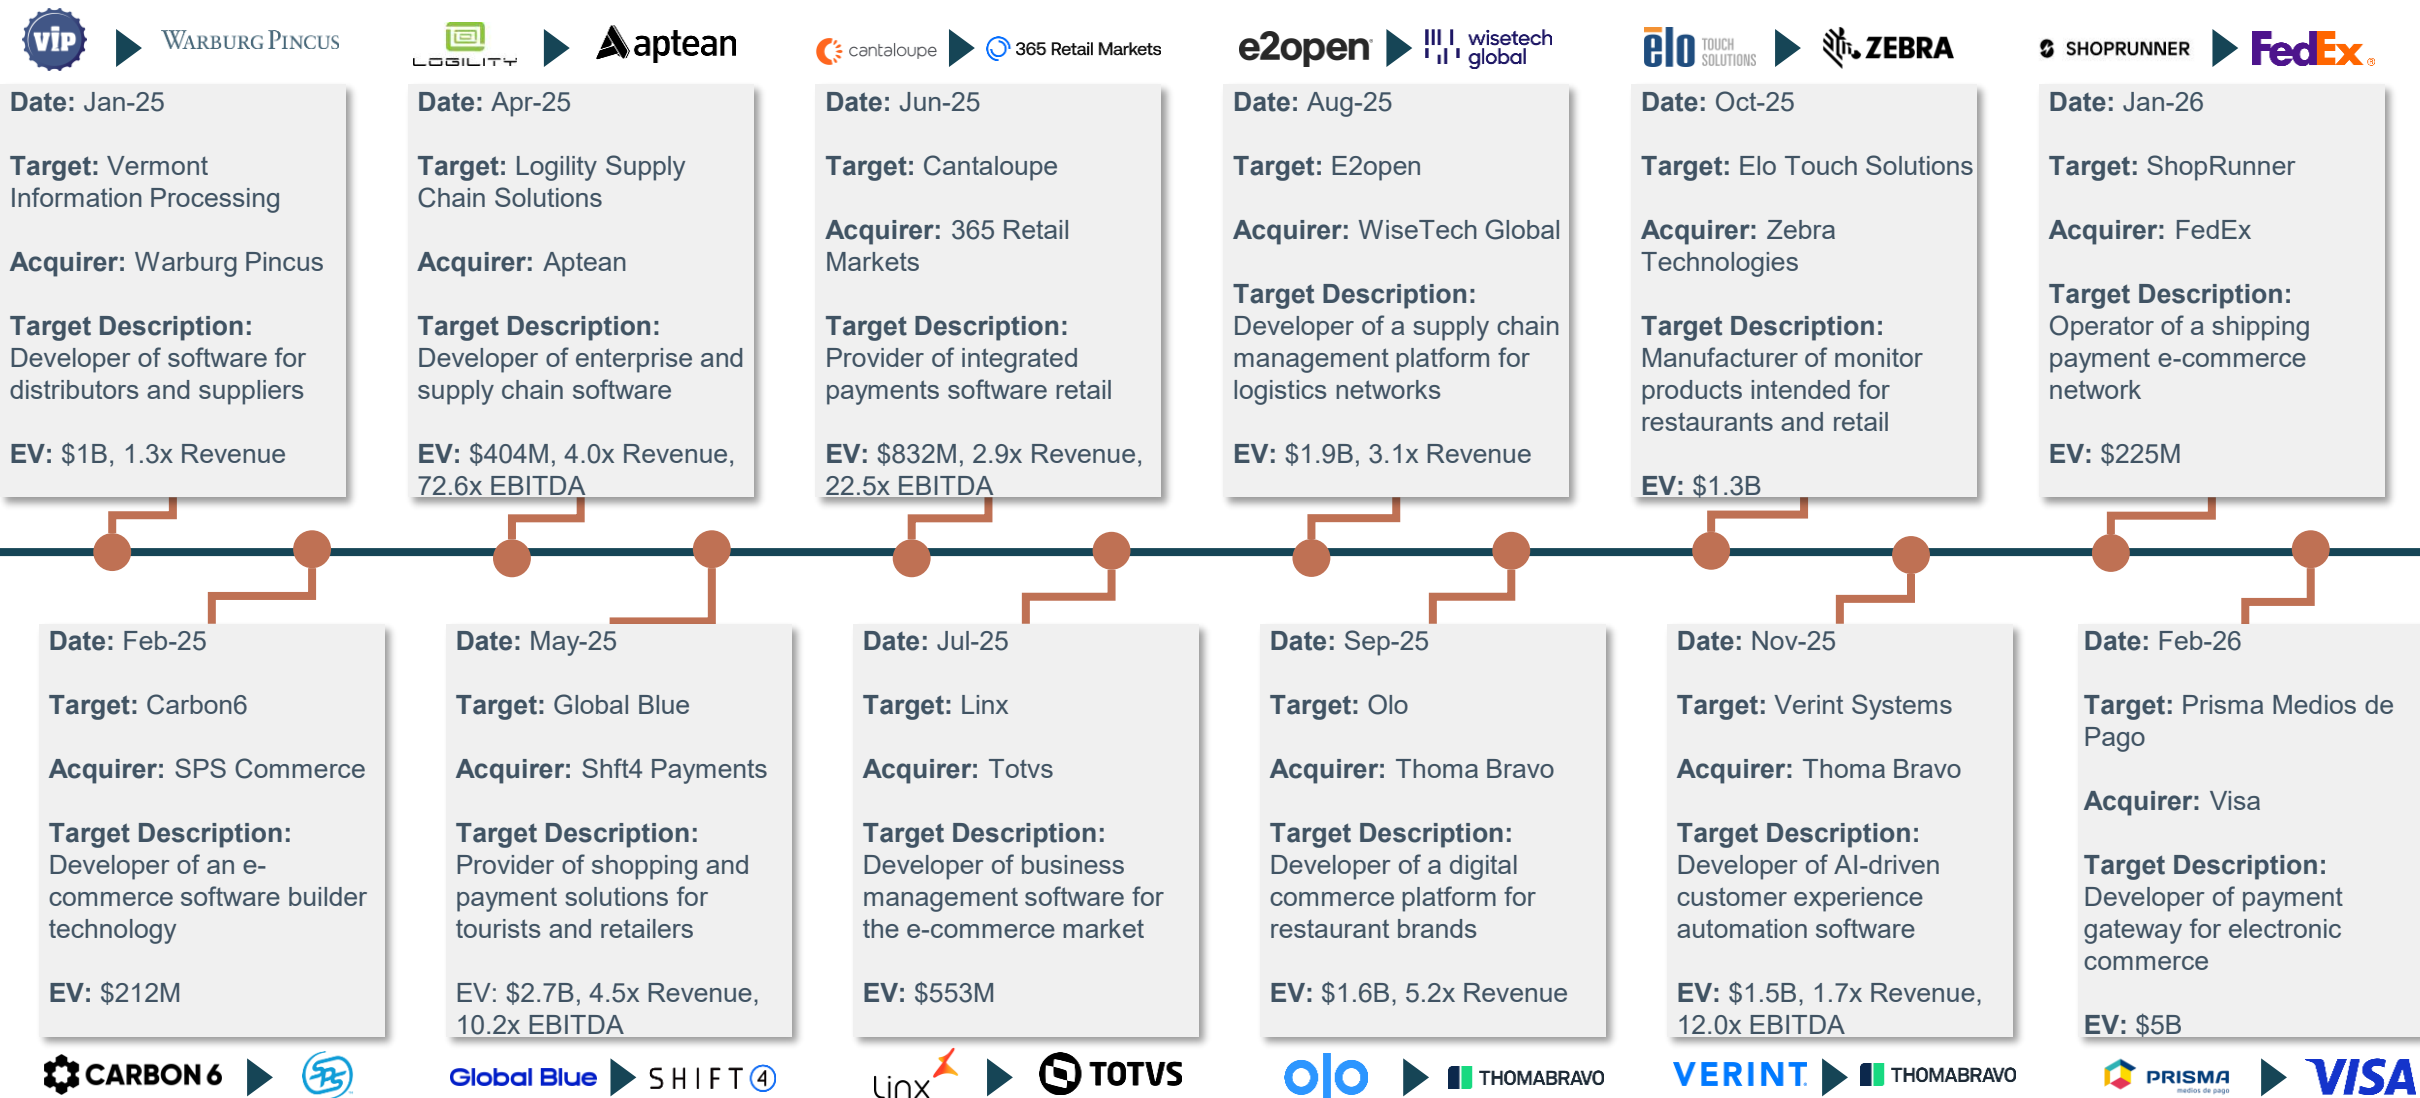 ViP
WARBURG PINCUS
Date: Jan-25
Target: Vermont
Information Processing
Acquirer: Warburg Pincus
Target Description:
Developer of software for
distributors and suppliers
EV: $1B, 1.3x Revenue
LOGILITY
aptean
Date: Apr-25
Target: Logility Supply
Chain Solutions
Acquirer: Aptean
Target Description:
Developer of enterprise and
supply chain software
EV: $404M, 4.0x Revenue,
72.6x EBITDA
cantaloupe
365 Retail Markets
Date: Jun-25
Target: Cantaloupe
Acquirer: 365 Retail
Markets
Target Description:
Provider of integrated
payments software retail
EV: $832M, 2.9x Revenue,
22.5x EBITDA
e2open
wisetech
global
Date: Aug-25
Target: E2open
Acquirer: WiseTech Global
Target Description:
Developer of a supply chain
management platform for
logistics networks
EV: $1.9B, 3.1x Revenue
elo TOUCH
SOLUTIONS
ZEBRA
Date: Oct-25
Target: Elo Touch Solutions
Acquirer: Zebra
Technologies
Target Description:
Manufacturer of monitor
products intended for
restaurants and retail
EV: $1.3B
SHOPRUNNER
FedEx®
Date: Jan-26
Target: ShopRunner
Acquirer: FedEx
Target Description:
Operator of a shipping
payment e-commerce
network
EV: $225M
Date: Feb-25
Target: Carbon6
Acquirer: SPS Commerce
Target Description:
Developer of an e-
commerce software builder
technology
EV: $212M
CARBON6
SPS
Date: May-25
Target: Global Blue
Acquirer: Shft4 Payments
Target Description:
Provider of shopping and
payment solutions for
tourists and retailers
EV: $2.7B, 4.5x Revenue,
10.2x EBITDA
Global Blue
SHIFT 4
Date: Jul-25
Target: Linx
Acquirer: Totvs
Target Description:
Developer of business
management software for
the e-commerce market
EV: $553M
Linx
TOTVS
Date: Sep-25
Target: Olo
Acquirer: Thoma Bravo
Target Description:
Developer of a digital
commerce platform for
restaurant brands
EV: $1.6B, 5.2x Revenue
olo
THOMABRAVO
Date: Nov-25
Target: Verint Systems
Acquirer: Thoma Bravo
Target Description:
Developer of AI-driven
customer experience
automation software
EV: $1.5B, 1.7x Revenue,
12.0x EBITDA
VERINT.
THOMABRAVO
Date: Feb-26
Target: Prisma Medios de
Pago
Acquirer: Visa
Target Description:
Developer of payment
gateway for electronic
commerce
EV: $5B
PRISMA
medios de pago
VISA